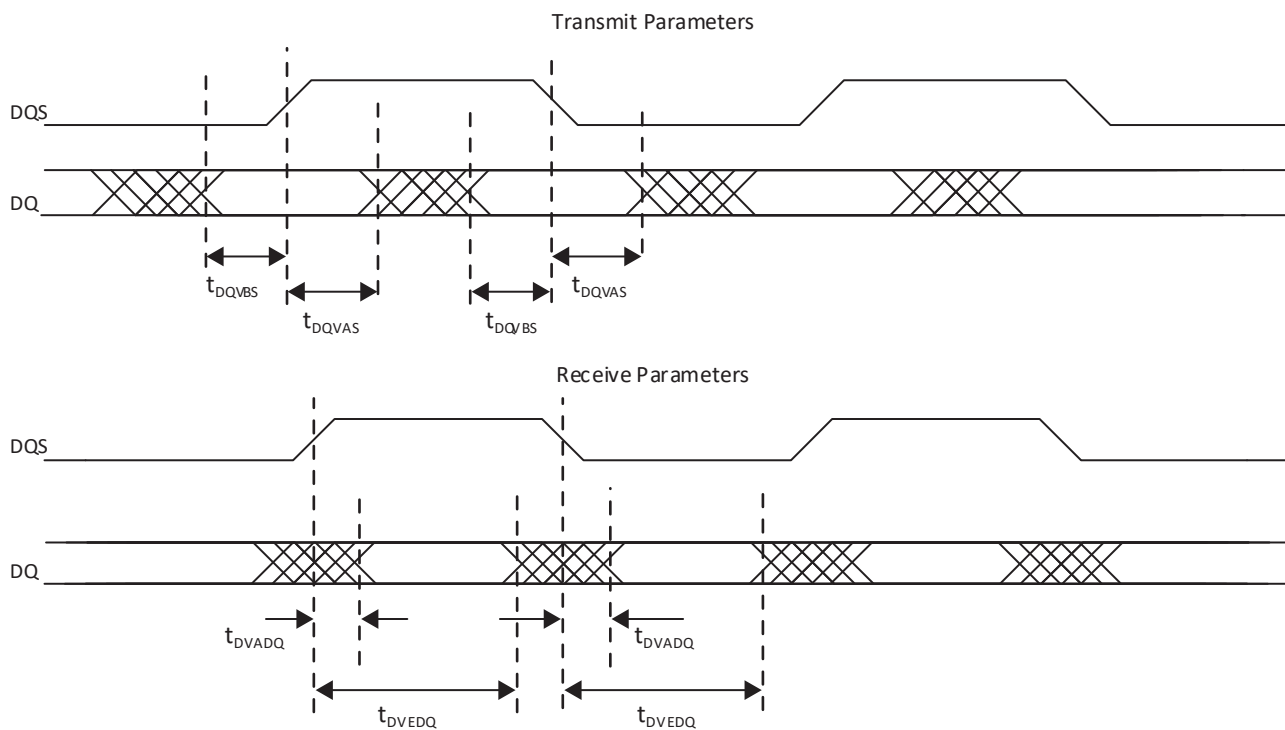 Transmit Parameters
DQS
DQ
tDQVBS
tDQVAS
tDQVBS
tDQVAS
Receive Parameters
DQS
DQ
tDVADQ
tDVADQ
tDVEDQ
tDVEDQ